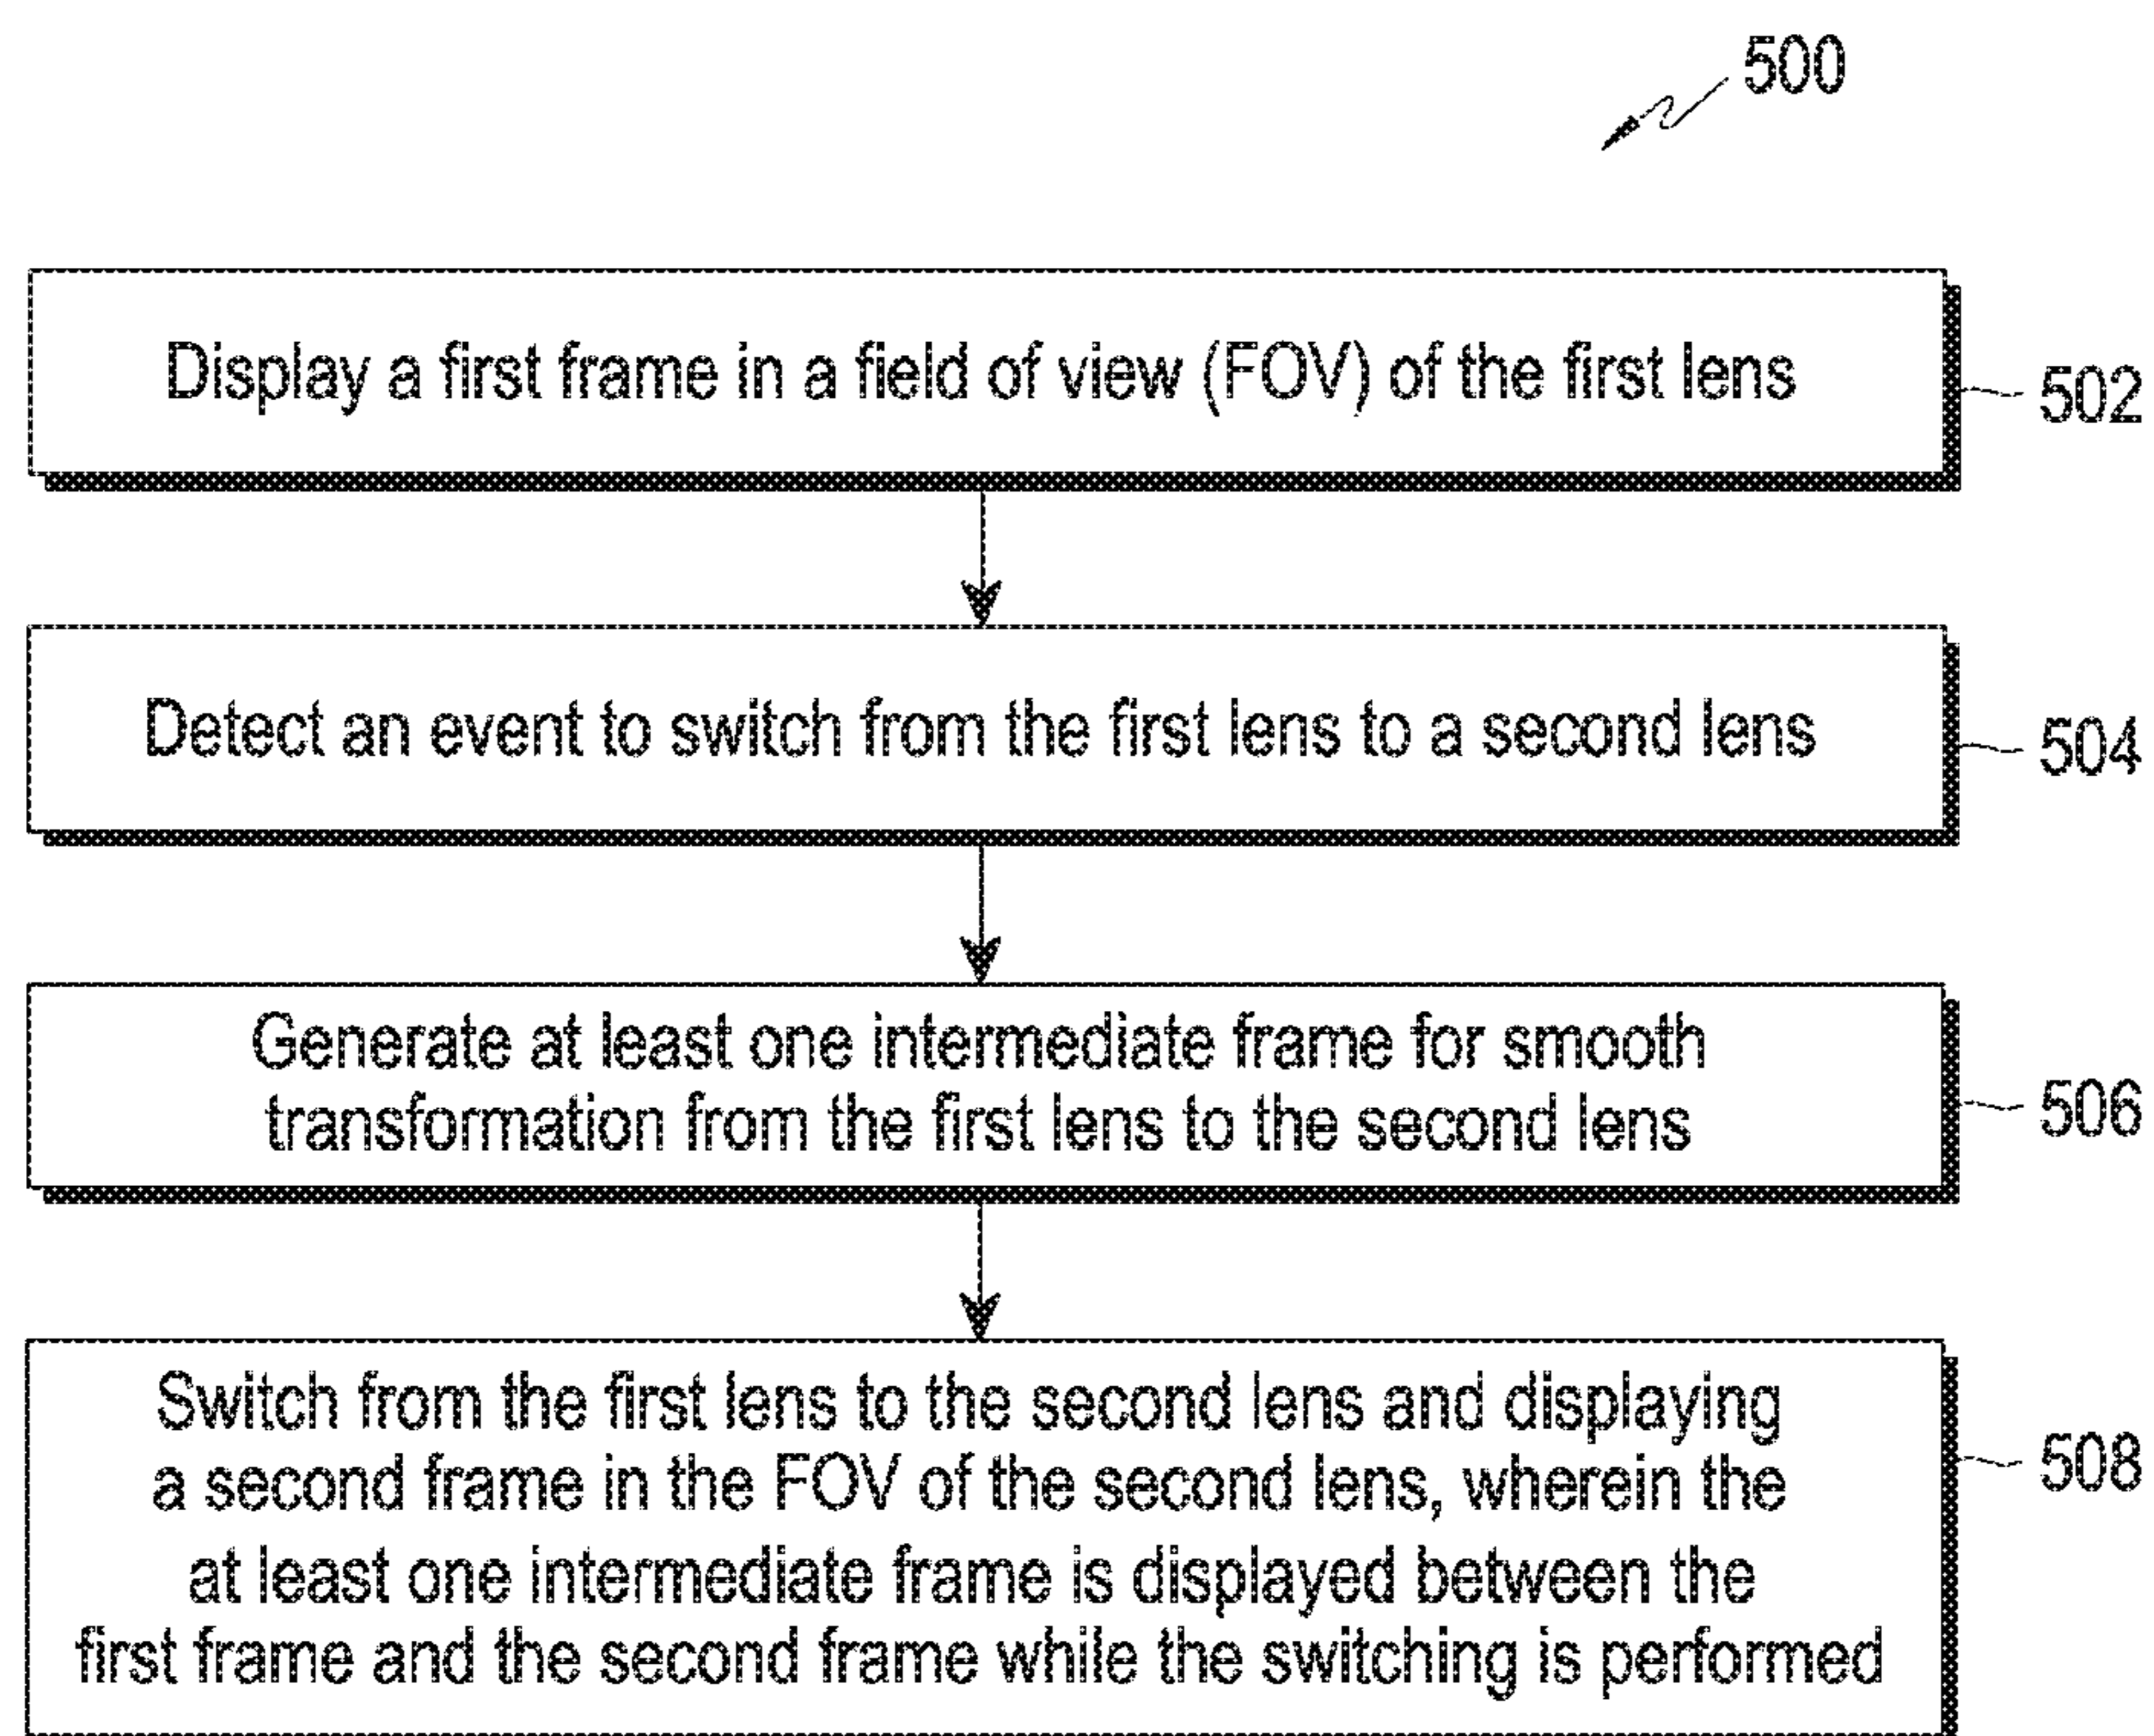 500
Display a first frame in a field of view (FOV) of the first lens
502
Detect an event to switch from the first lens to a second lens
504
Generate at least one intermediate frame for smooth
transformation from the first lens to the second lens
506
Switch from the first lens to the second lens and displaying
a second frame in the FOV of the second lens, wherein the
at least one intermediate frame is displayed between the
first frame and the second frame while the switching is performed
508